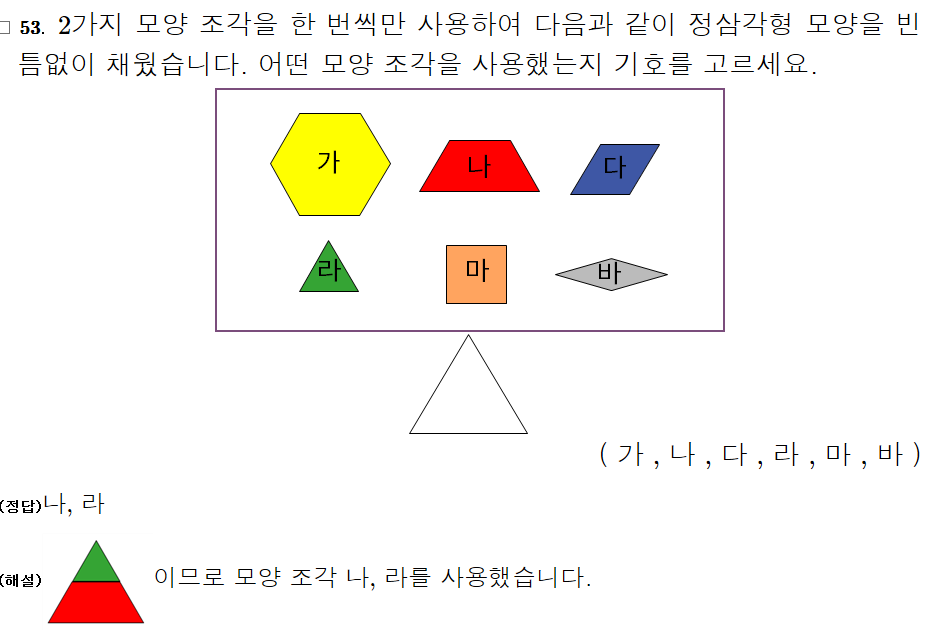 □ 53. 2가지 모양 조각을 한 번씩만 사용하여 다음과 같이 정삼각형 모양을 빈
틈없이 채웠습니다. 어떤 모양 조각을 사용했는지 기호를 고르세요.
가 나 다
라 마 바
( 가 , 나 , 다 , 라 , 마 , 바 )
(정답)나, 라
(해설) 이므로 모양 조각 나, 라를 사용했습니다.